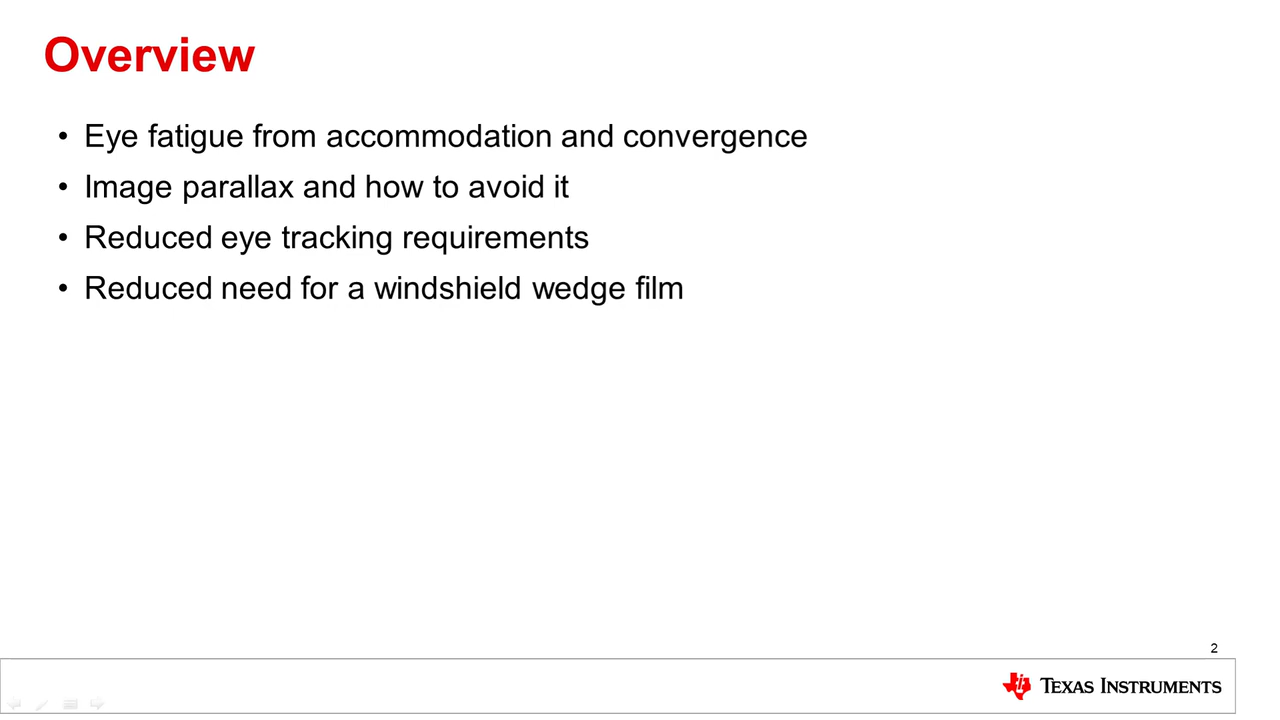 Overview
• Eye fatigue from accommodation and convergence
• Image parallax and how to avoid it
• Reduced eye tracking requirements
• Reduced need for a windshield wedge film
2
TEXAS INSTRUMENTS